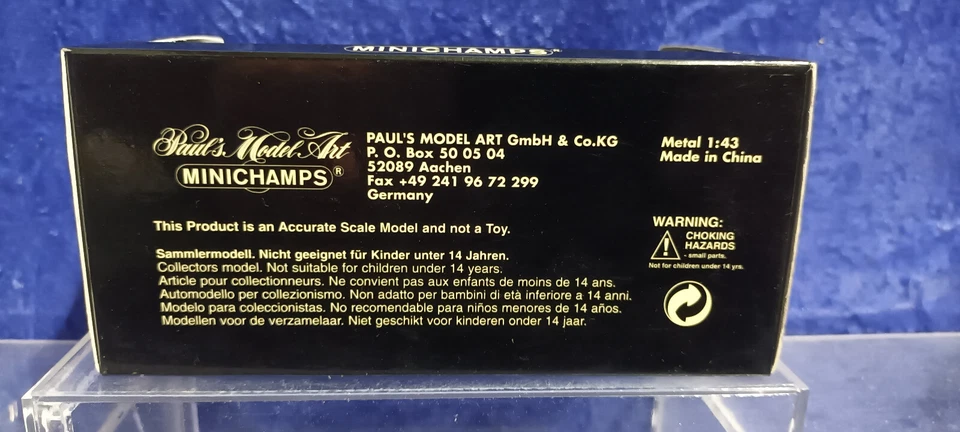 MINICHAMPS®
Paul's Model Art
MINICHAMPS®
PAUL'S MODEL ART GmbH & Co.KG
P. O. Box 50 05 04
52089 Aachen
Fax +49 241 96 72 299
Germany
Metal 1:43
Made in China
This Product is an Accurate Scale Model and not a Toy.
Sammlermodell. Nicht geeignet für Kinder unter 14 Jahren.
Collectors model. Not suitable for children under 14 years.
Article pour collectionneurs. Ne convient pas aux enfants de moins de 14 ans.
Automodello per collezionismo. Non adatto per bambini di età inferiore a 14 anni.
Modelo para coleccionistas. No recomendable para niños menores de 14 años.
Modellen voor de verzamelaar. Niet geschikt voor kinderen onder 14 jaar.
WARNING:
CHOKING
HAZARDS
- small parts.
Not for children under 14 yrs.